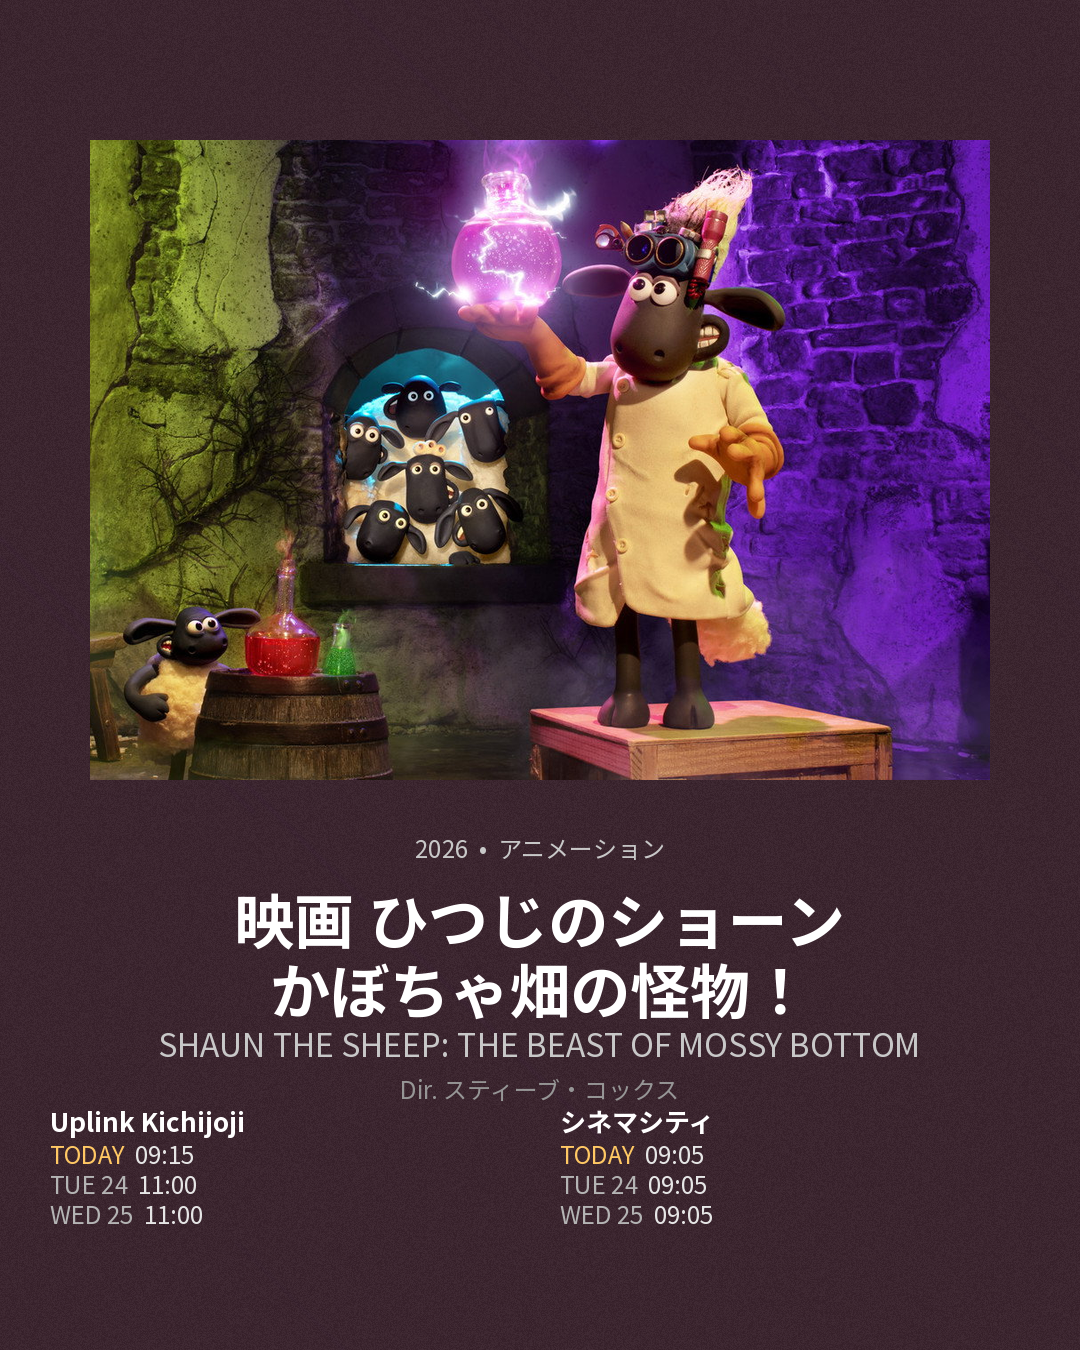 2026 • アニメーション
映画 ひつじのショーン
かぼちゃ畑の怪物！
SHAUN THE SHEEP: THE BEAST OF MOSSY BOTTOM
Dir. スティーブ・コックス
Uplink Kichijoji
TODAY 09:15
TUE 24 11:00
WED 25 11:00
シネマシティ
TODAY 09:05
TUE 24 09:05
WED 25 09:05